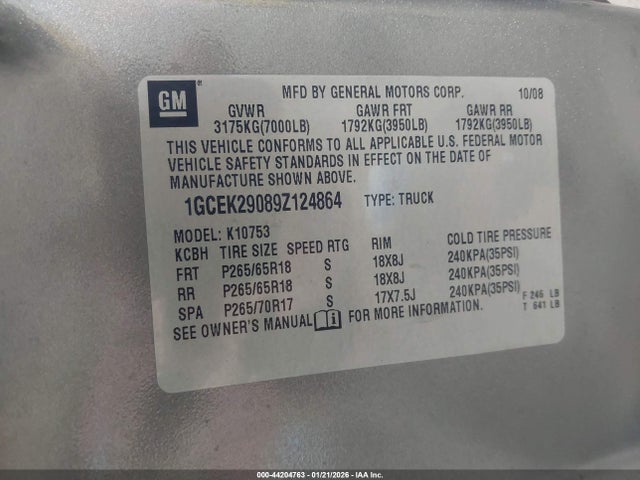 GM
MFD BY GENERAL MOTORS CORP. 10/08
GVWR GAWR FRT GAWR RR
3175KG(7000LB) 1792KG(3950LB) 1792KG(3950LB)
THIS VEHICLE CONFORMS TO ALL APPLICABLE U.S. FEDERAL MOTOR
VEHICLE SAFETY STANDARDS IN EFFECT ON THE DATE OF
MANUFACTURE SHOWN ABOVE.
1GCEK29089Z124864 TYPE: TRUCK
MODEL: K10753
KCBH TIRE SIZE SPEED RTG RIM COLD TIRE PRESSURE
FRT P265/65R18 S 18X8J 240KPA(35PSI)
RR P265/65R18 S 18X8J 240KPA(35PSI)
SPA P265/70R17 S 17X7.5J 240KPA(35PSI) F 246 LB
SEE OWNER'S MANUAL FOR MORE INFORMATION. T 641 LB
000-44204763 - 01/21/2026 - IAA Inc.